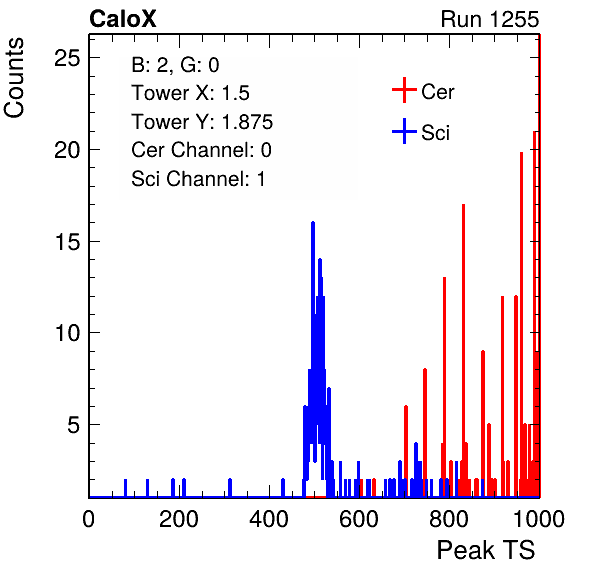 CaloX Run 1255
Counts
B: 2, G: 0
Tower X: 1.5
Tower Y: 1.875
Cer Channel: 0
Sci Channel: 1
Cer
Sci
25
20
15
10
5
0 200 400 600 800 1000
Peak TS